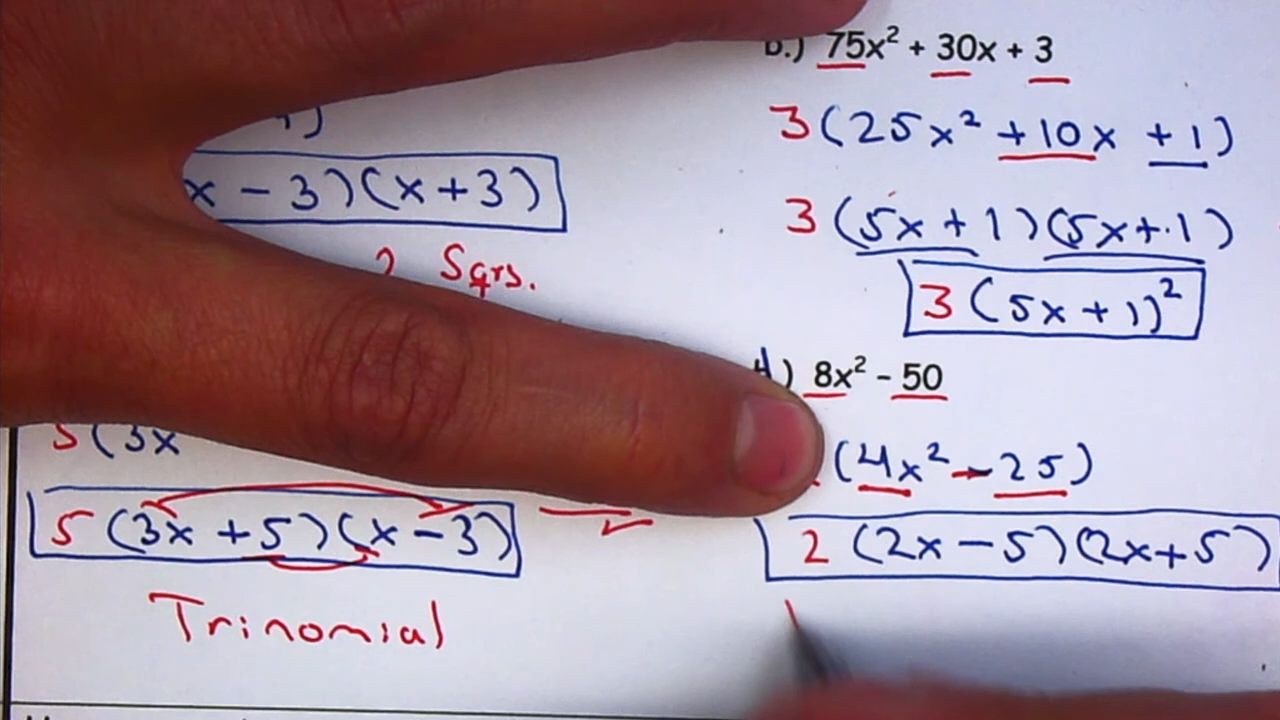 x - 3)(x + 3)
Sqrs.
5(3x
5(3x + 5)(x - 3)
Trinomial
b.) 75x² + 30x + 3
3(25x² + 10x + 1)
3(5x + 1)(5x + 1)
3(5x + 1)²
d) 8x² - 50
(4x² - 25)
2(2x - 5)(2x + 5)